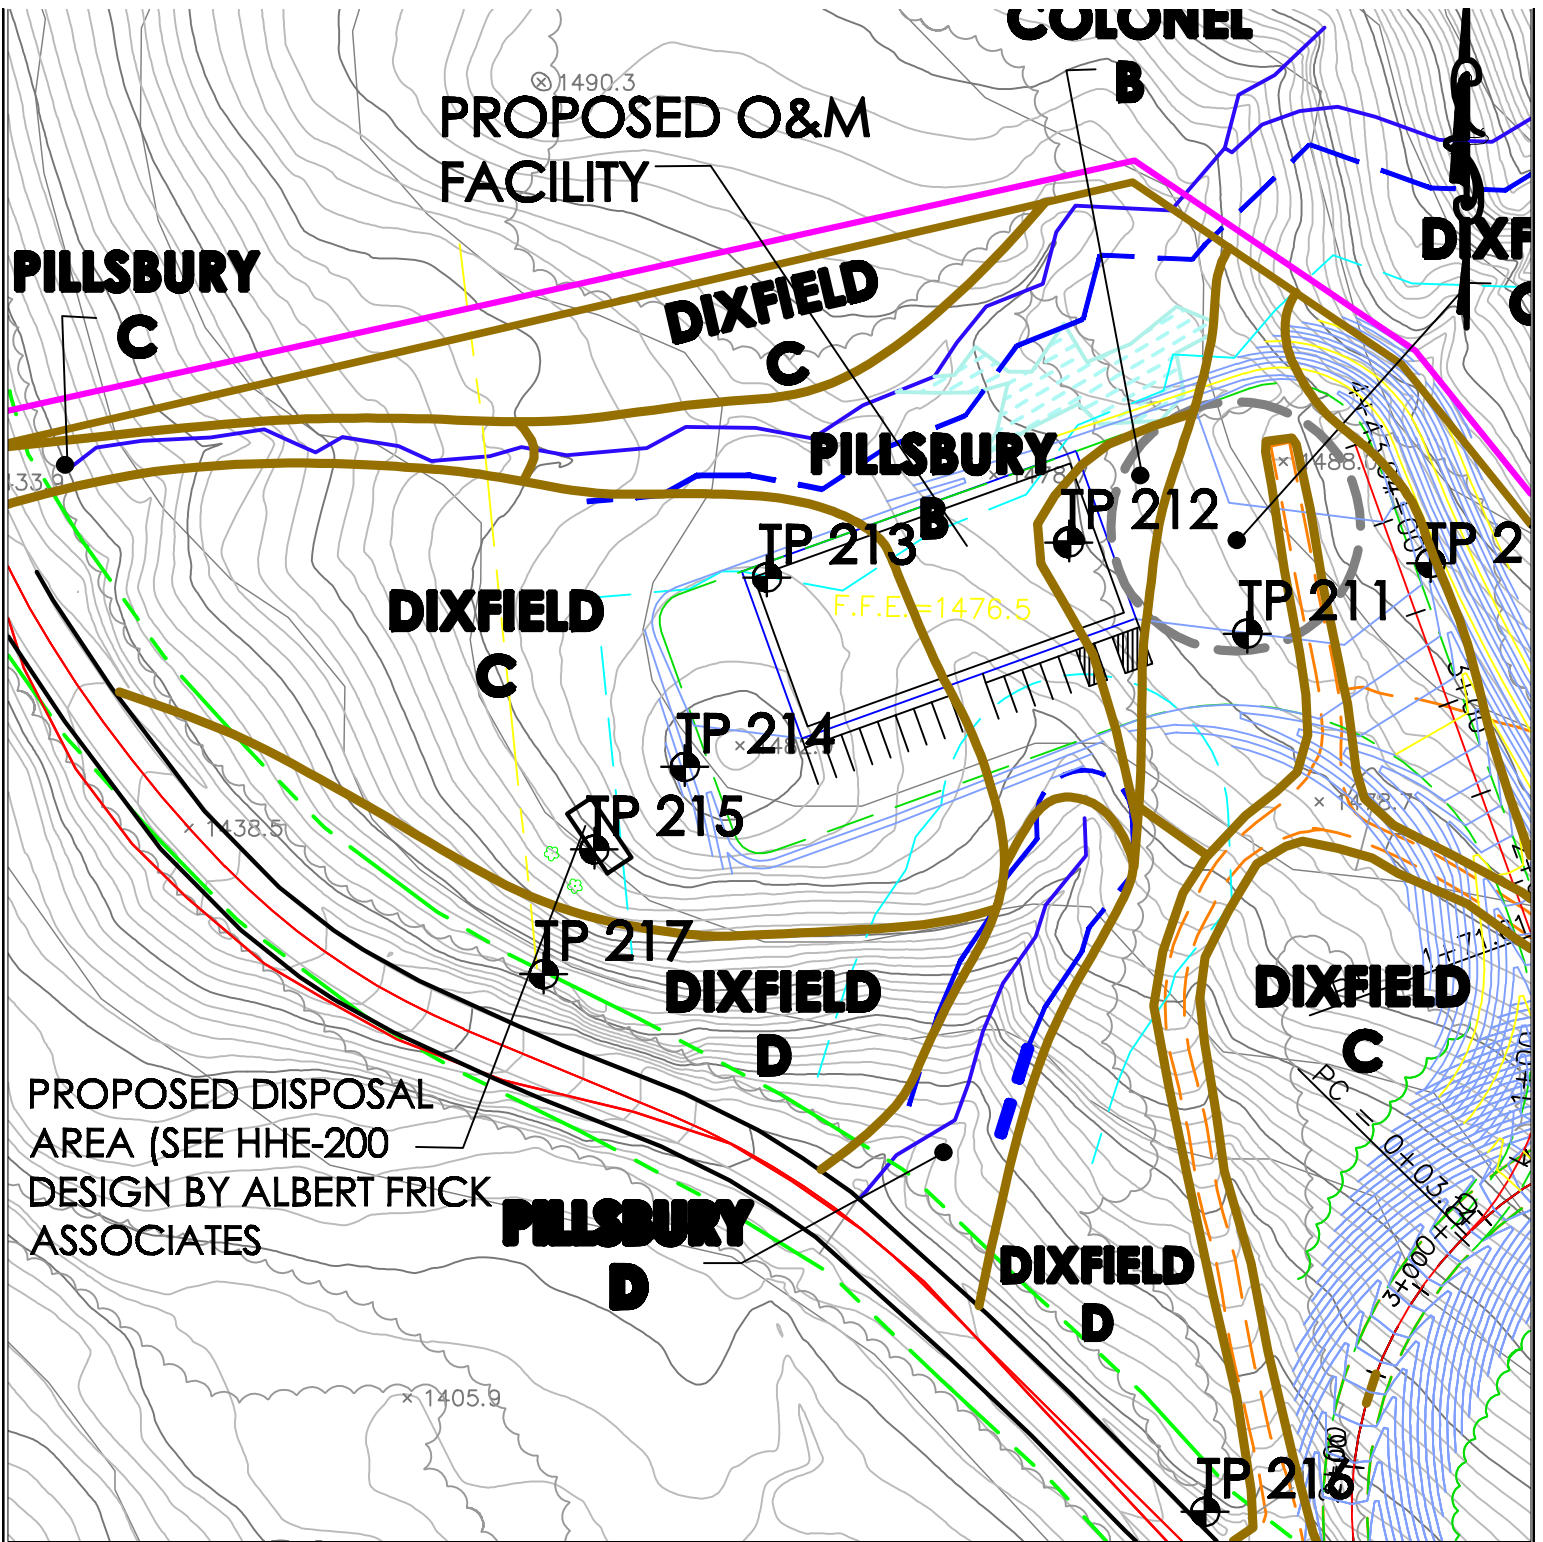 COLONEL
B
1490.3
PROPOSED O&M
FACILITY
PILLSBURY
C
DIXFIELD
C
DIXF
PILLSBURY
B
TP 213
TP 212
TP 2
F.F.E.=1476.5
TP 211
DIXFIELD
C
TP 214
TP 215
1438.5
1478.7
TP 217
DIXFIELD
D
DIXFIELD
C
PROPOSED DISPOSAL
AREA (SEE HHE-200
DESIGN BY ALBERT FRICK
ASSOCIATES
PILLSBURY
D
DIXFIELD
D
3+00
1405.9
TP 216